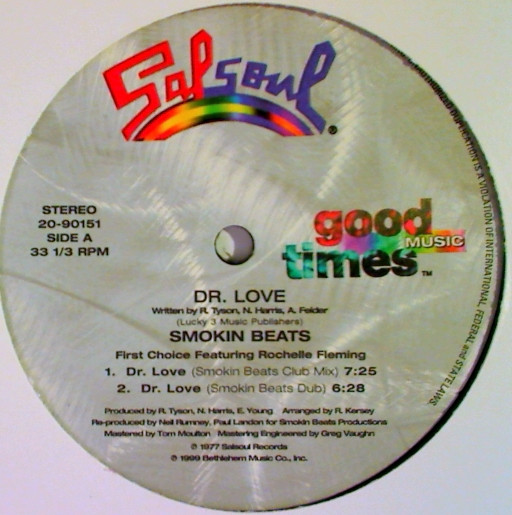 Salsoul®
good
MUSIC
times™
STEREO
20-90151
SIDE A
33 1/3 RPM
DR. LOVE
Written by R. Tyson, N. Harris, A. Felder
(Lucky 3 Music Publishers)
SMOKIN BEATS
First Choice Featuring Rochelle Fleming
1. Dr. Love (Smokin Beats Club Mix) 7:25
2. Dr. Love (Smokin Beats Dub) 6:28
Produced by R. Tyson, N. Harris, E. Young Arranged by R. Kersey
Re-produced by Neil Rumney, Paul Landon for Smokin Beats Productions
Mastered by Tom Moulton Mastering Engineered by Greg Vaughn
℗ 1977 Salsoul Records
℗ 1999 Bethlehem Music Co., Inc.
DUPLICATION IS A VIOLATION OF INTERNATIONAL, FEDERAL and STATE LAWS.